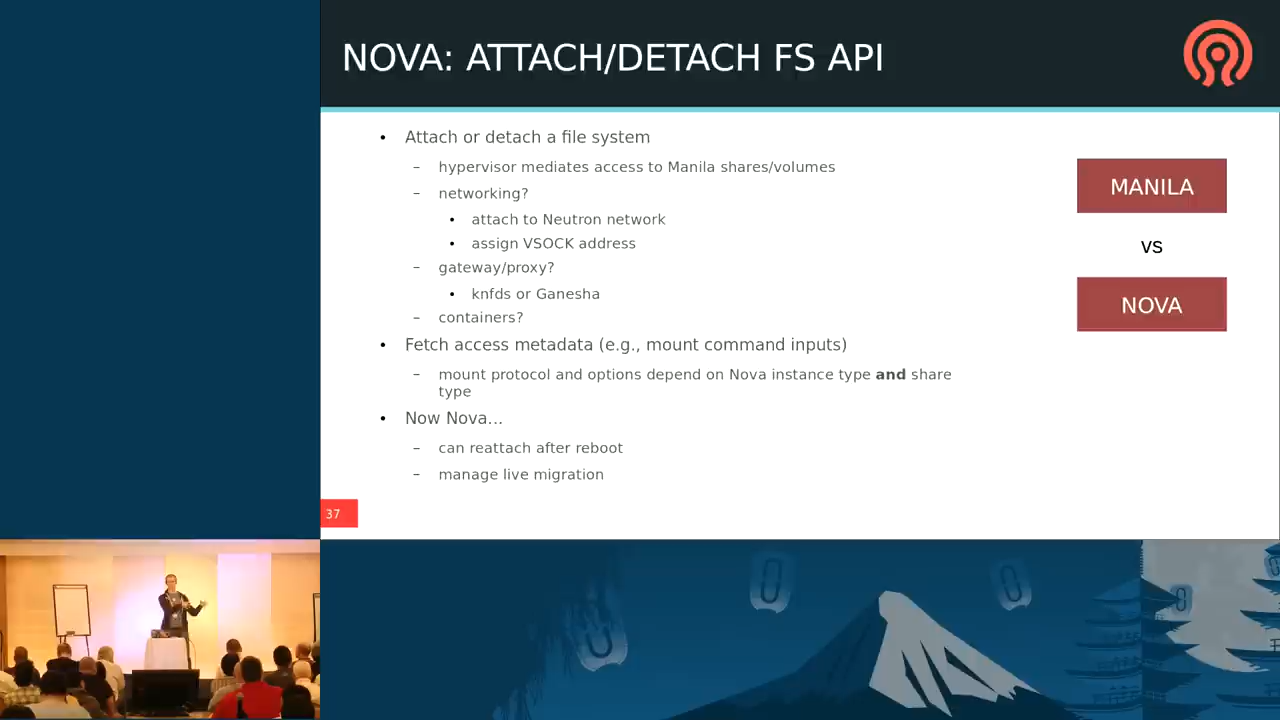 NOVA: ATTACH/DETACH FS API
• Attach or detach a file system
– hypervisor mediates access to Manila shares/volumes
– networking?
• attach to Neutron network
• assign VSOCK address
– gateway/proxy?
• knfds or Ganesha
– containers?
• Fetch access metadata (e.g., mount command inputs)
– mount protocol and options depend on Nova instance type and share
type
• Now Nova...
– can reattach after reboot
– manage live migration
MANILA
vs
NOVA
37